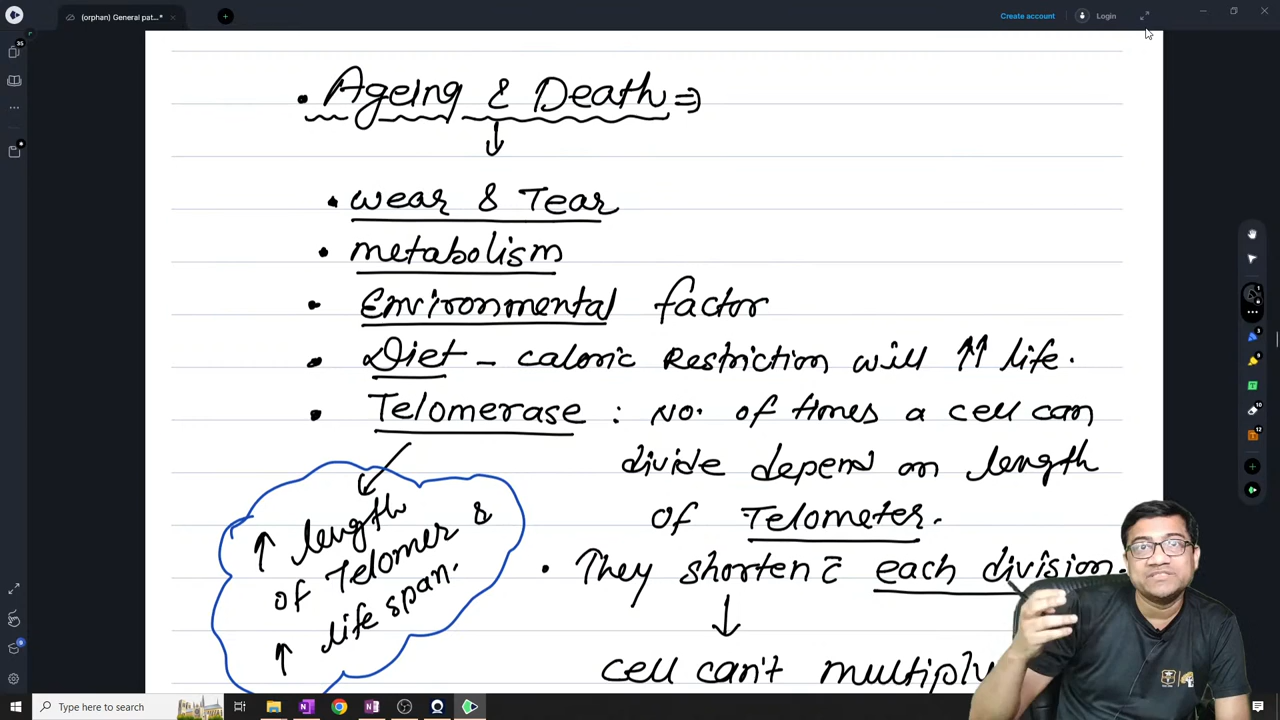 (orphan) General pat...*
Create account
Login
35
• Ageing & Death ⇒
↓
• wear & Tear
• metabolism
• Environmental factor
• Diet - caloric Restriction will ↑↑ life.
• Telomerase : No. of times a cell can
divide depend on length
of Telometer.
• They shorten c̄ each division.
↓
cell can't multiply
↑ length
of Telomer &
↑ life span.
Type here to search